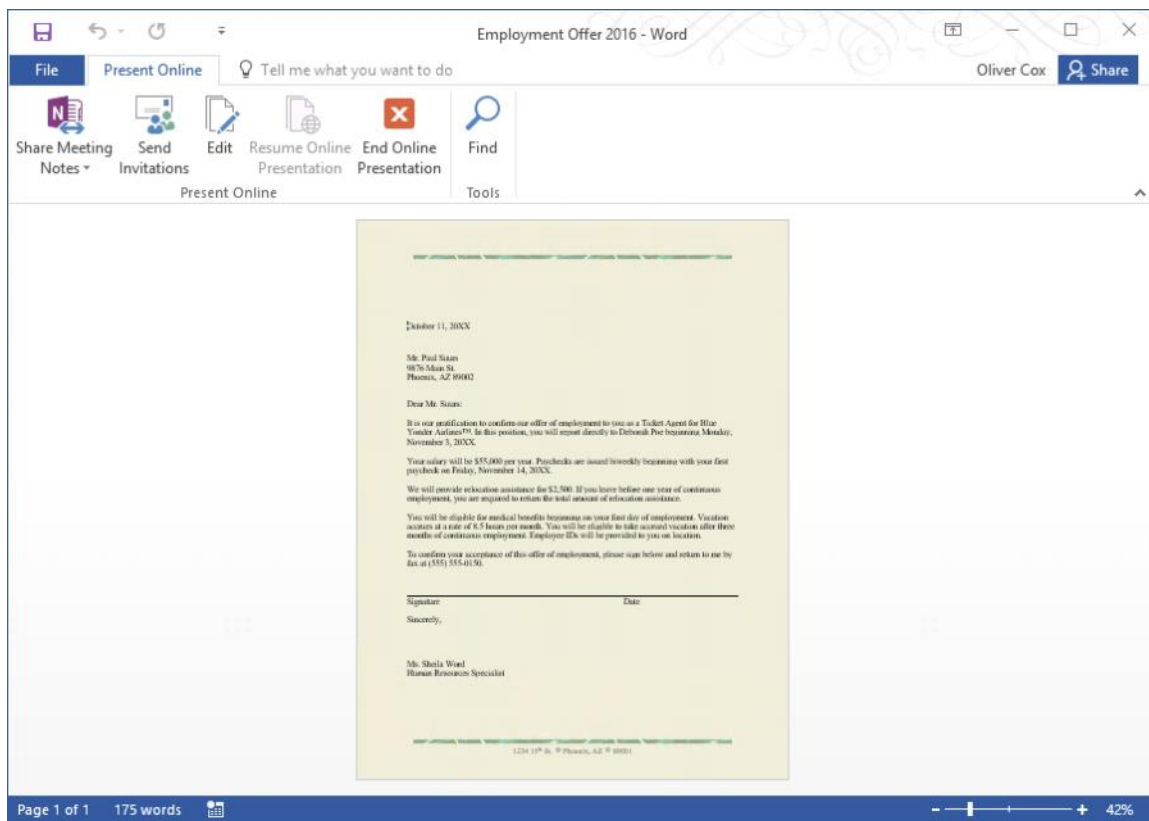 Employment Offer 2016 - Word
File Present Online Tell me what you want to do Oliver Cox Share
Share Meeting Notes Send Invitations Edit Resume Online Presentation End Online Presentation Find
Present Online Tools
October 11, 20XX
Mr. Paul
9876 Main St.
Phoenix, AZ 89002
Dear Mr.
It is our gratification to confirm our offer of employment to you as a Ticket Agent for Blue
Yonder Airlines™. In this position, you will report directly to Deborah Poe beginning Monday,
November 3, 20XX.
Your salary will be $55,000 per year. Paychecks are issued biweekly beginning with your first
paycheck on Friday, November 14, 20XX.
We will provide relocation assistance for $2,500. If you leave before one year of continuous
employment, you are required to return the total amount of relocation assistance.
You will be eligible for medical benefits beginning on your first day of employment. Vacation
accrues at a rate of 8.5 hours per month. You will be eligible to take accrued vacation after three
months of continuous employment. Employee IDs will be provided to you on location.
To confirm your acceptance of this offer of employment, please sign below and return to me by
fax at (555) 555-0150.
Signature Date
Sincerely,
Ms. Sheila Word
Human Resources Specialist
Phoenix, AZ
Page 1 of 1 175 words 42%